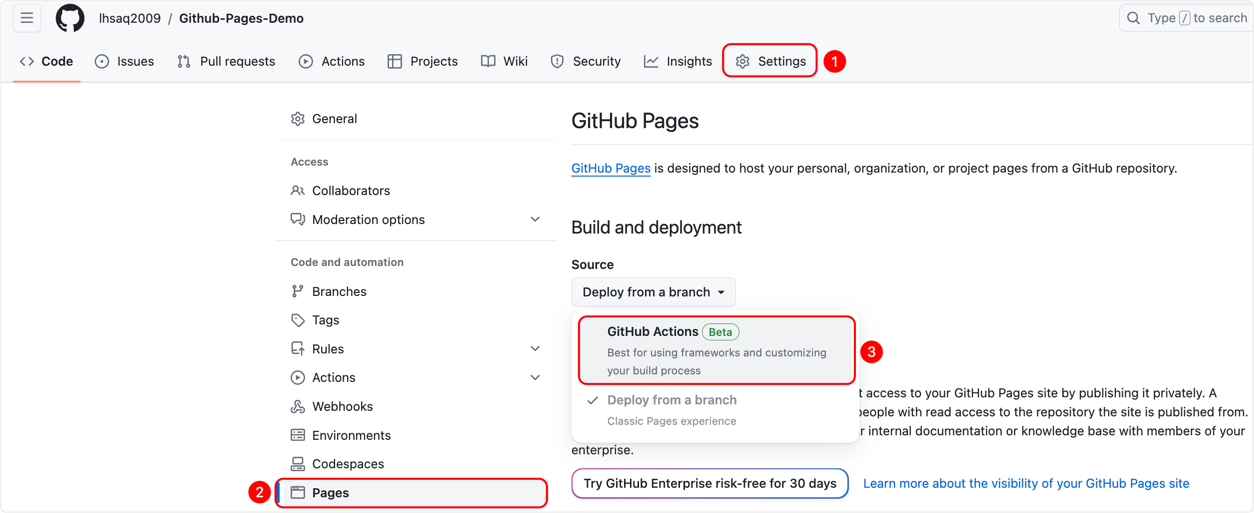 lhsaq2009 / Github-Pages-Demo
Type / to search
Code Issues Pull requests Actions Projects Wiki Security Insights Settings 1
General
Access
Collaborators
Moderation options
Code and automation
Branches
Tags
Rules
Actions
Webhooks
Environments
Codespaces
2 Pages
GitHub Pages
GitHub Pages is designed to host your personal, organization, or project pages from a GitHub repository.
Build and deployment
Source
Deploy from a branch
GitHub Actions Beta
Best for using frameworks and customizing
your build process
3
Deploy from a branch
Classic Pages experience
t access to your GitHub Pages site by publishing it privately. A
people with read access to the repository the site is published from.
r internal documentation or knowledge base with members of your
enterprise.
Try GitHub Enterprise risk-free for 30 days
Learn more about the visibility of your GitHub Pages site